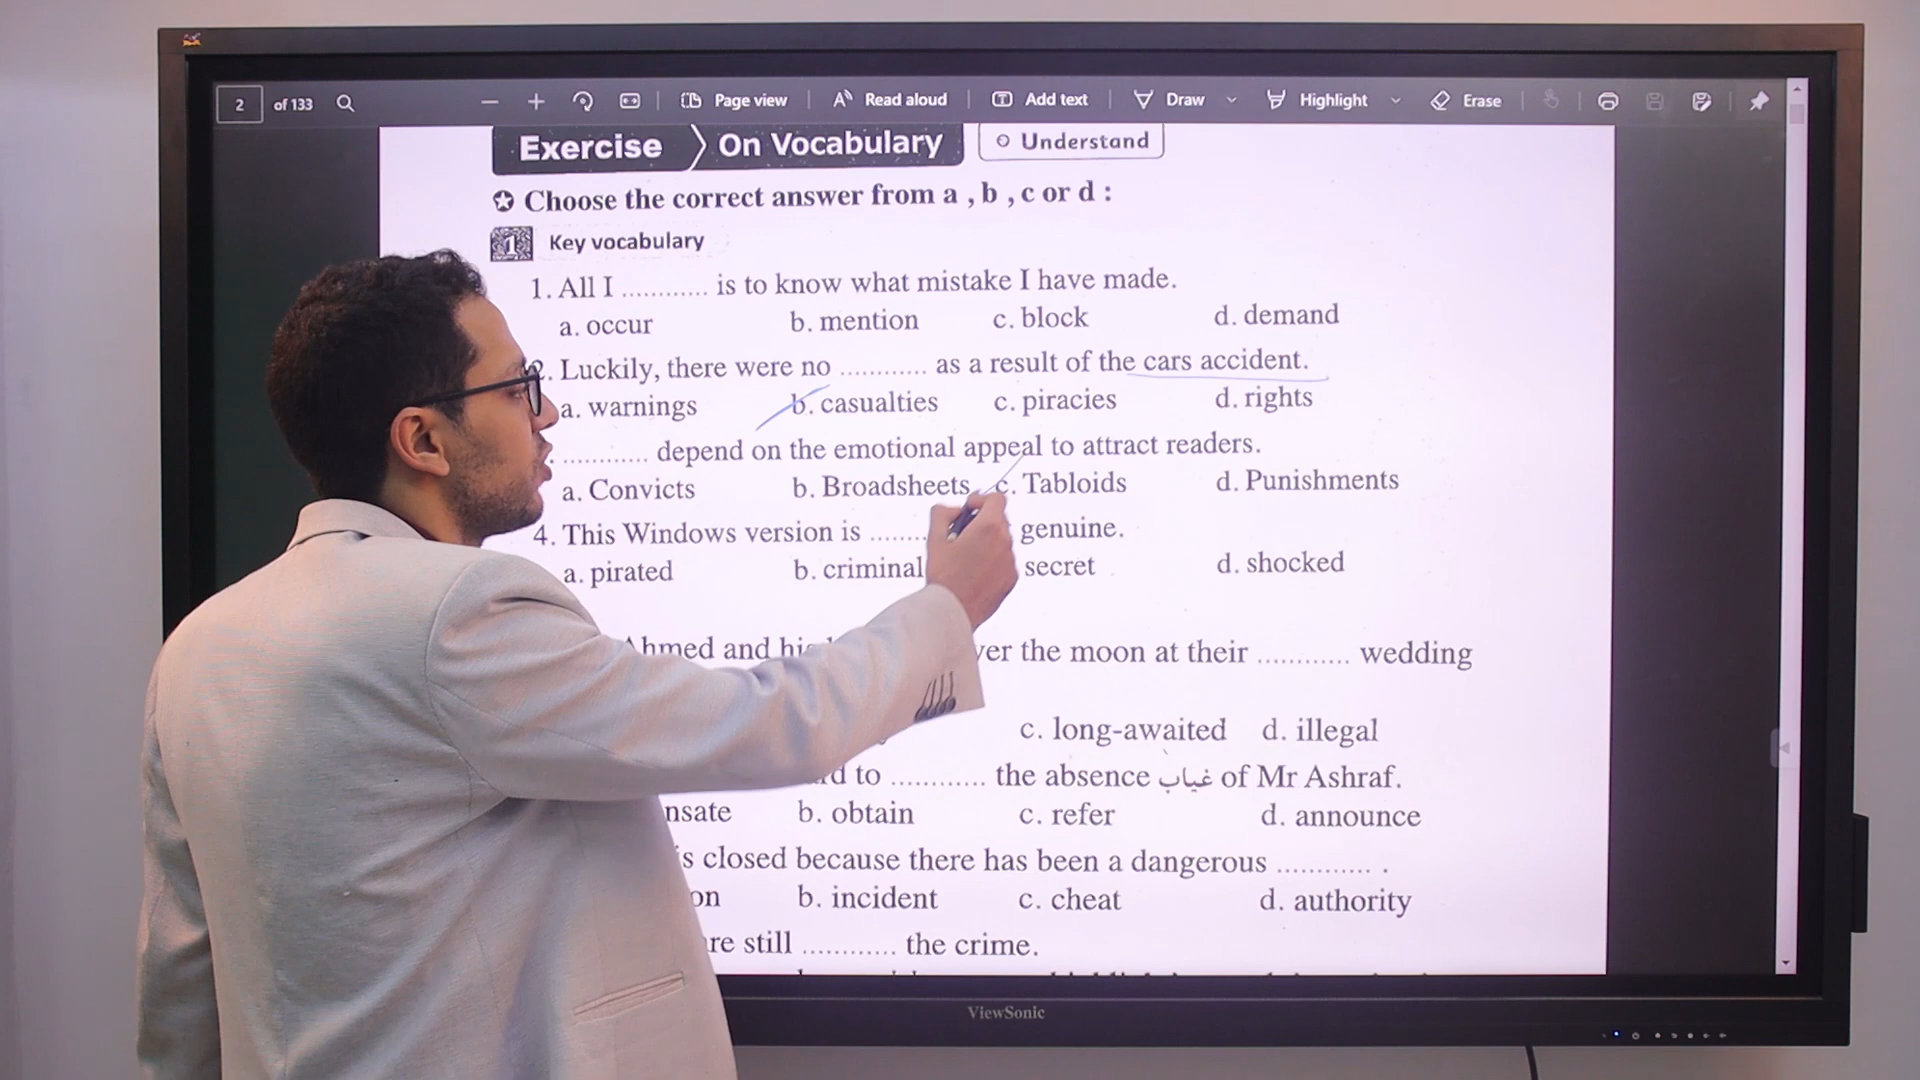 2 of 133 Page view Read aloud Add text Draw Highlight Erase
Exercise On Vocabulary Understand
Choose the correct answer from a , b , c or d :
1 Key vocabulary
1. All I ............ is to know what mistake I have made.
a. occur b. mention c. block d. demand
2. Luckily, there were no ............ as a result of the cars accident.
a. warnings b. casualties c. piracies d. rights
............ depend on the emotional appeal to attract readers.
a. Convicts b. Broadsheets c. Tabloids d. Punishments
4. This Windows version is ........ genuine.
a. pirated b. criminal secret d. shocked
Ahmed and the moon at their ............ wedding
c. long-awaited d. illegal
to ............ the absence غياب of Mr Ashraf.
b. obtain c. refer d. announce
closed because there has been a dangerous ............ .
b. incident c. cheat d. authority
still ............ the crime.
ViewSonic